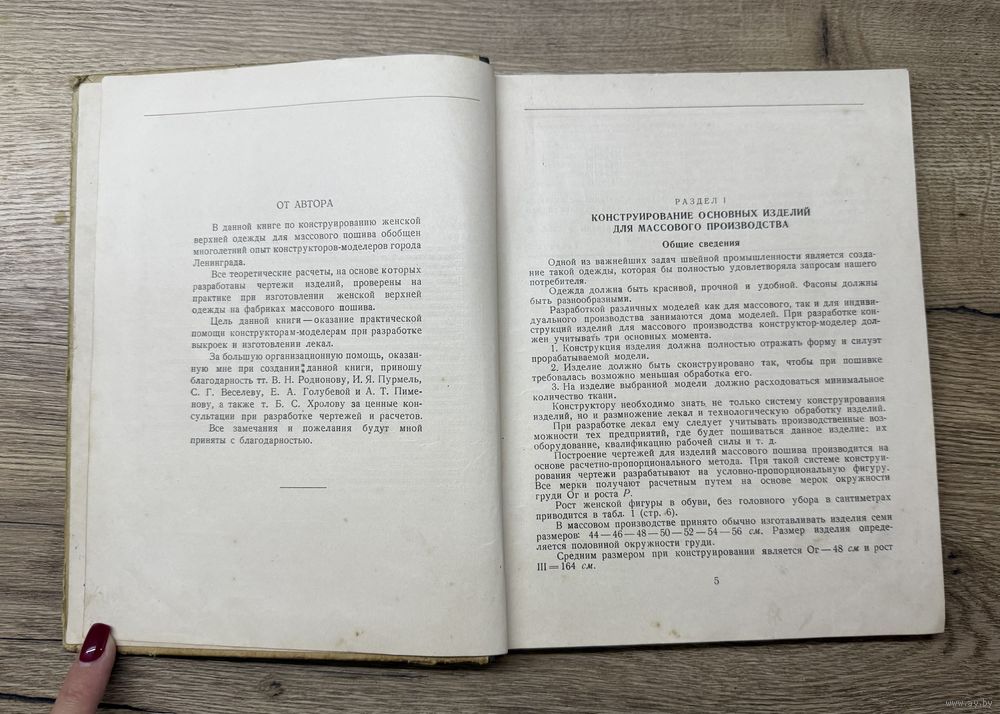 ОТ АВТОРА
В данной книге по конструированию женской
верхней одежды для массового пошива обобщен
многолетний опыт конструкторов-моделеров города
Ленинграда.
Все теоретические расчеты, на основе которых
разработаны чертежи изделий, проверены на
практике при изготовлении женской верхней
одежды на фабриках массового пошива.
Цель данной книги — оказание практической
помощи конструкторам-моделерам при разработке
выкроек и изготовлении лекал.
За большую организационную помощь, оказан-
ную мне при создании данной книги, приношу
благодарность тт. В. Н. Родионову, И. Я. Пурмель,
С. Г. Веселеву, Е. А. Голубевой и А. Т. Пиме-
нову, а также т. Б. С. Хролову за ценные кон-
сультации при разработке чертежей и расчетов.
Все замечания и пожелания будут мной
приняты с благодарностью.
РАЗДЕЛ I
КОНСТРУИРОВАНИЕ ОСНОВНЫХ ИЗДЕЛИЙ
ДЛЯ МАССОВОГО ПРОИЗВОДСТВА
Общие сведения
Одной из важнейших задач швейной промышленности является созда-
ние такой одежды, которая бы полностью удовлетворяла запросам нашего
потребителя.
Одежда должна быть красивой, прочной и удобной. Фасоны должны
быть разнообразными.
Разработкой различных моделей как для массового, так и для индиви-
дуального производства занимаются дома моделей. При разработке кон-
струкций изделий для массового производства конструктор-моделер дол-
жен учитывать три основных момента.
1. Конструкция изделия должна полностью отражать форму и силуэт
прорабатываемой модели.
2. Изделие должно быть сконструировано так, чтобы при пошивке
требовалась возможно меньшая обработка его.
3. На изделие выбранной модели должно расходоваться минимальное
количество ткани.
Конструктору необходимо знать не только систему конструирования
изделий, но и размножение лекал и технологическую обработку изделий.
При разработке лекал ему следует учитывать производственные воз-
можности тех предприятий, где будет пошиваться данное изделие: их
оборудование, квалификацию рабочей силы и т. д.
Построение чертежей для изделий массового пошива производится на
основе расчетно-пропорционального метода. При такой системе конструи-
рования чертежи разрабатывают на условно-пропорциональную фигуру.
Все мерки получают расчетным путем на основе мерок окружности
груди Ог и роста Р.
Рост женской фигуры в обуви, без головного убора в сантиметрах
приводится в табл. 1 (стр. 6).
В массовом производстве принято обычно изготавливать изделия семи
размеров: 44—46—48—50—52—54—56 см. Размер изделия опреде-
ляется половиной окружности груди.
Средним размером при конструировании является Ог—48 см и рост
III=164 см.
5
www.ay.by